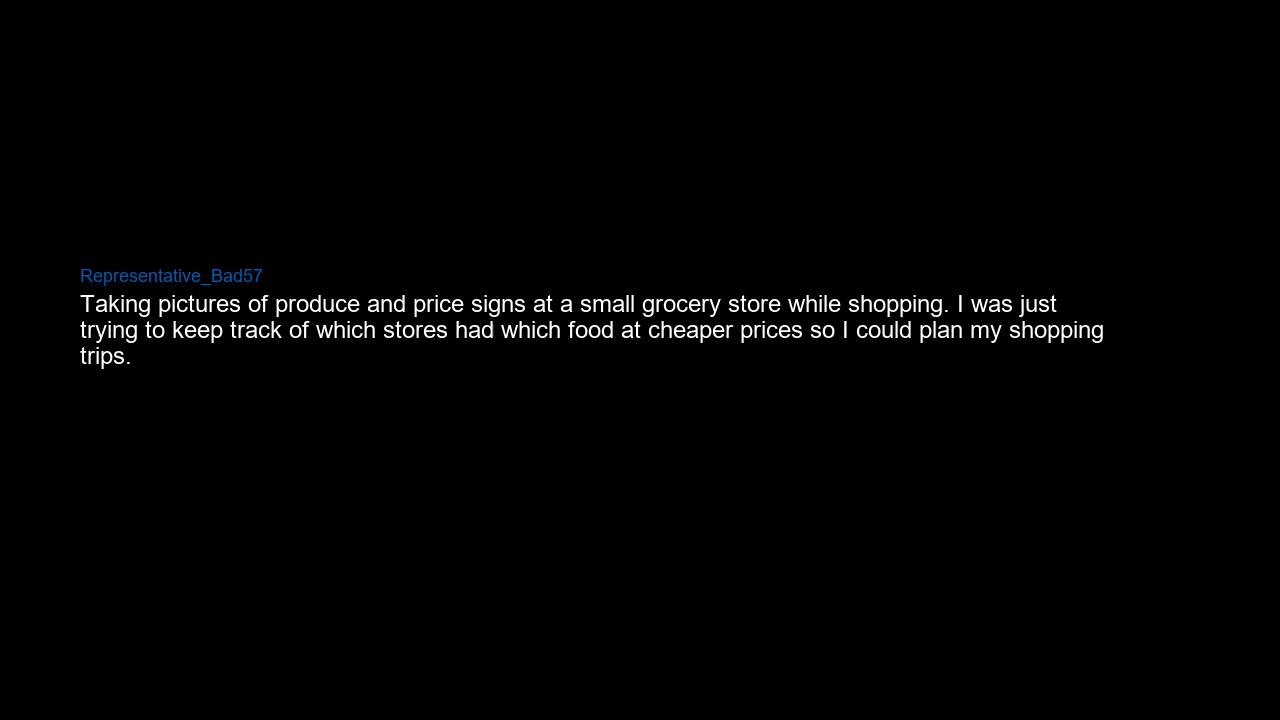 Representative_Bad57
Taking pictures of produce and price signs at a small grocery store while shopping. I was just
trying to keep track of which stores had which food at cheaper prices so I could plan my shopping
trips.